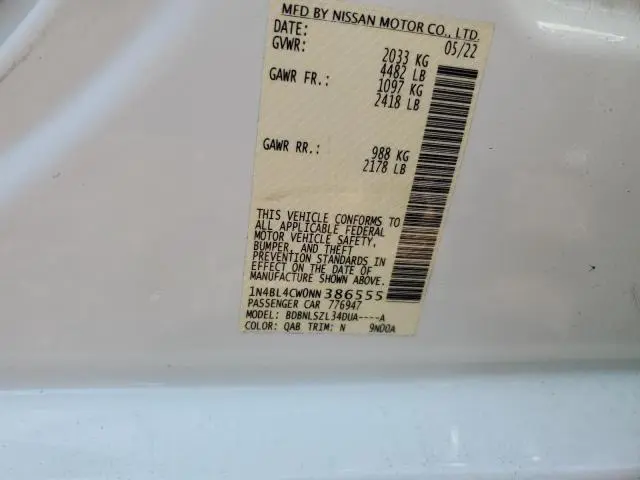 MFD BY NISSAN MOTOR CO., LTD.
DATE: 05/22
GVWR: 2033 KG
4482 LB
GAWR FR.: 1097 KG
2418 LB
GAWR RR.: 988 KG
2178 LB
THIS VEHICLE CONFORMS TO
ALL APPLICABLE FEDERAL
MOTOR VEHICLE SAFETY,
BUMPER, AND THEFT
PREVENTION STANDARDS IN
EFFECT ON THE DATE OF
MANUFACTURE SHOWN ABOVE.
1N4BL4CW0NN386555
PASSENGER CAR 776947
MODEL: BDBNLSZL34DUA----A
COLOR: QAB TRIM: N 9N00A